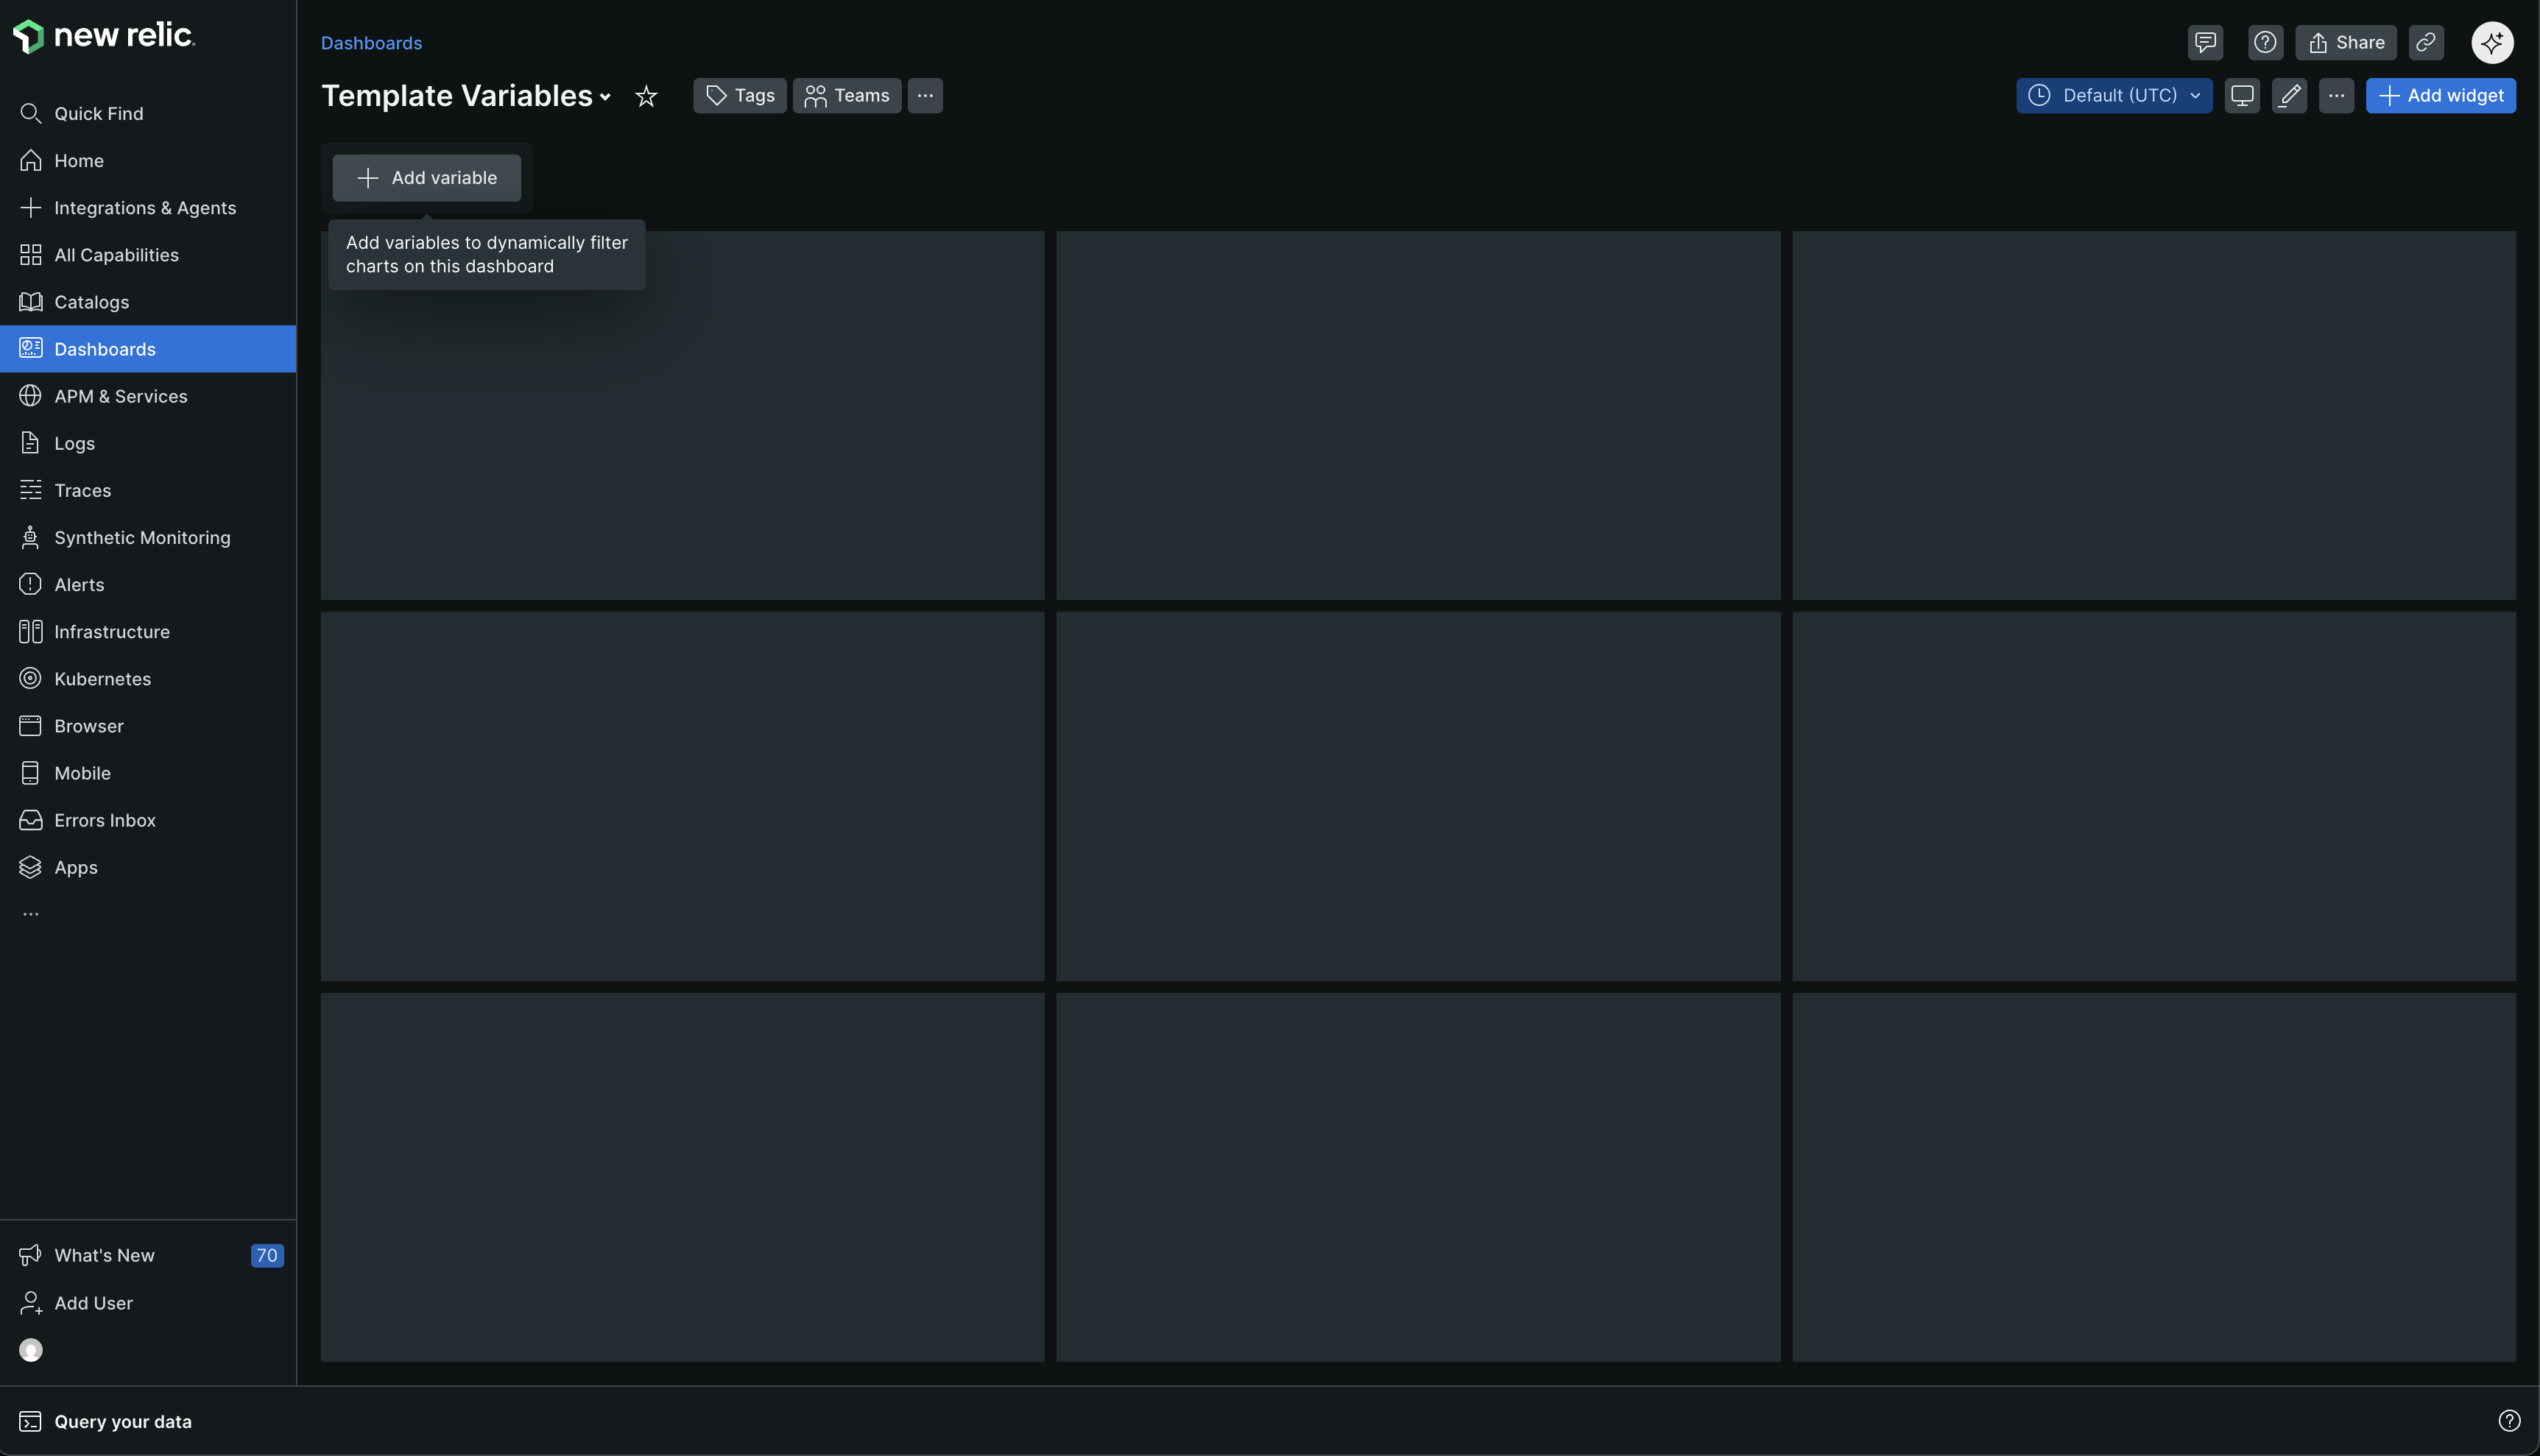 new relic.
Quick Find
Home
Integrations & Agents
All Capabilities
Catalogs
Dashboards
APM & Services
Logs
Traces
Synthetic Monitoring
Alerts
Infrastructure
Kubernetes
Browser
Mobile
Errors Inbox
Apps
...
What's New 70
Add User
Dashboards
Share
Template Variables
Tags Teams ...
Default (UTC) ... Add widget
Add variable
Add variables to dynamically filter
charts on this dashboard
Query your data